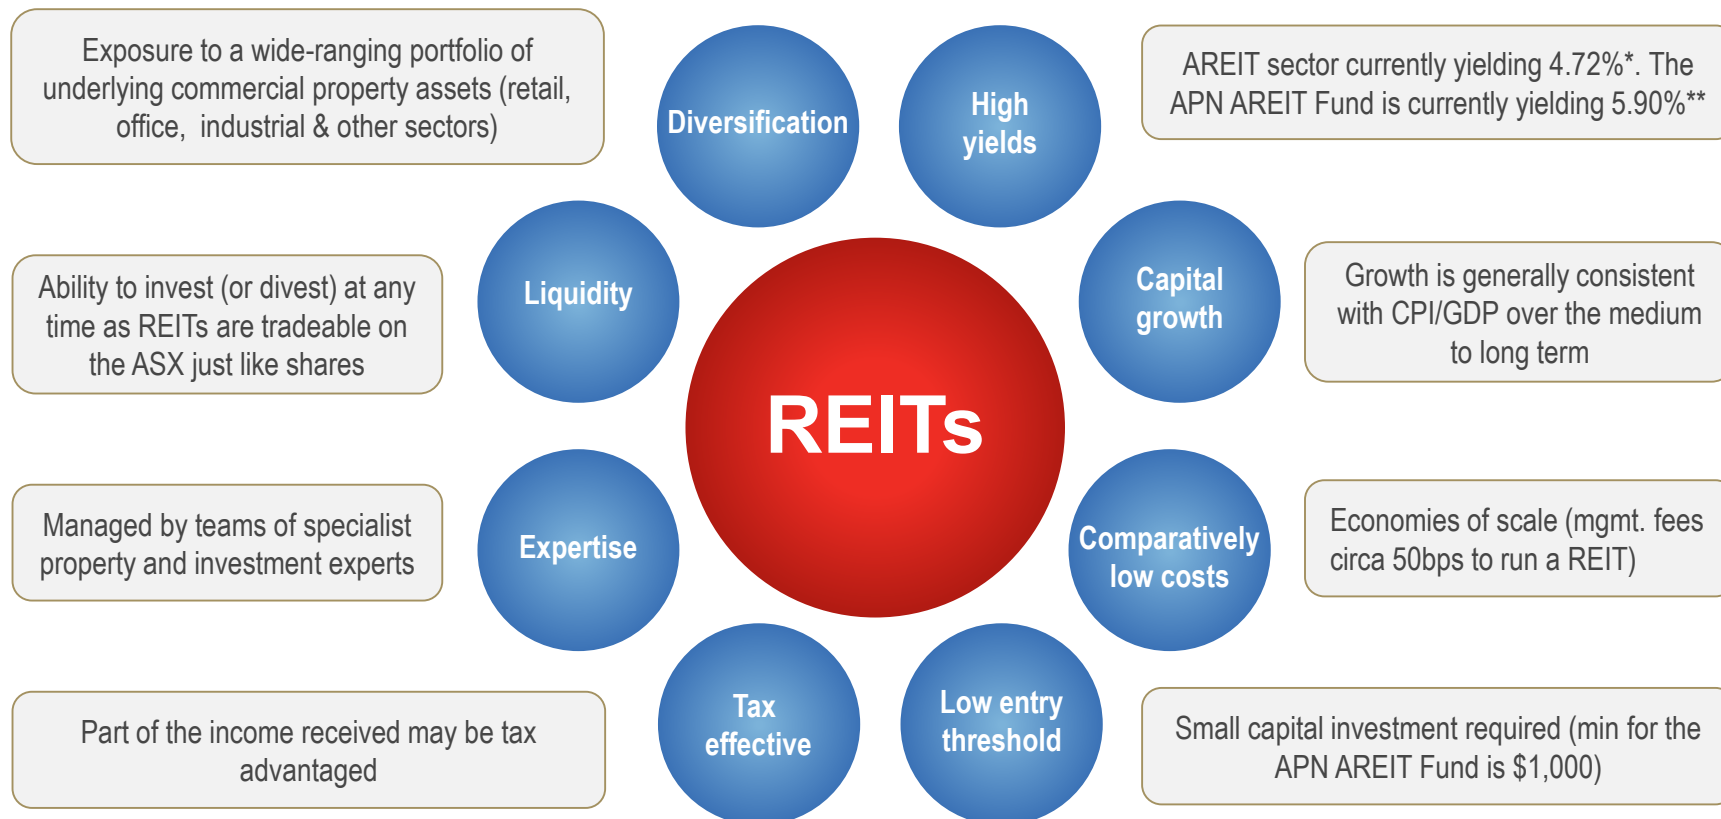 Exposure to a wide-ranging portfolio of
underlying commercial property assets (retail,
office, industrial & other sectors)
Diversification
High
yields
AREIT sector currently yielding 4.72%*. The
APN AREIT Fund is currently yielding 5.90%**
Ability to invest (or divest) at any
time as REITs are tradeable on
the ASX just like shares
Liquidity
Capital
growth
Growth is generally consistent
with CPI/GDP over the medium
to long term
REITs
Managed by teams of specialist
property and investment experts
Expertise
Comparatively
low costs
Economies of scale (mgmt. fees
circa 50bps to run a REIT)
Part of the income received may be tax
advantaged
Tax
effective
Low entry
threshold
Small capital investment required (min for the
APN AREIT Fund is $1,000)